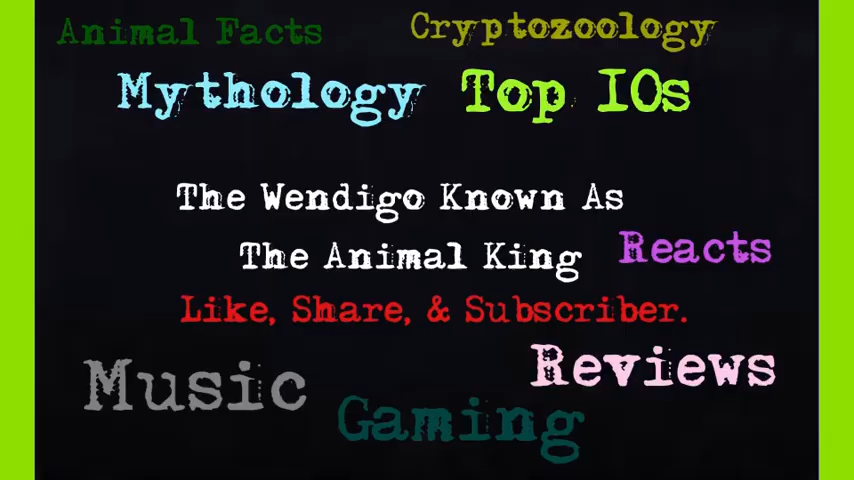 Animal Facts
Cryptozoology
Mythology
Top 10s
The Wendigo Known As
The Animal King
Reacts
Like, Share, & Subscriber.
Reviews
Music
Gaming